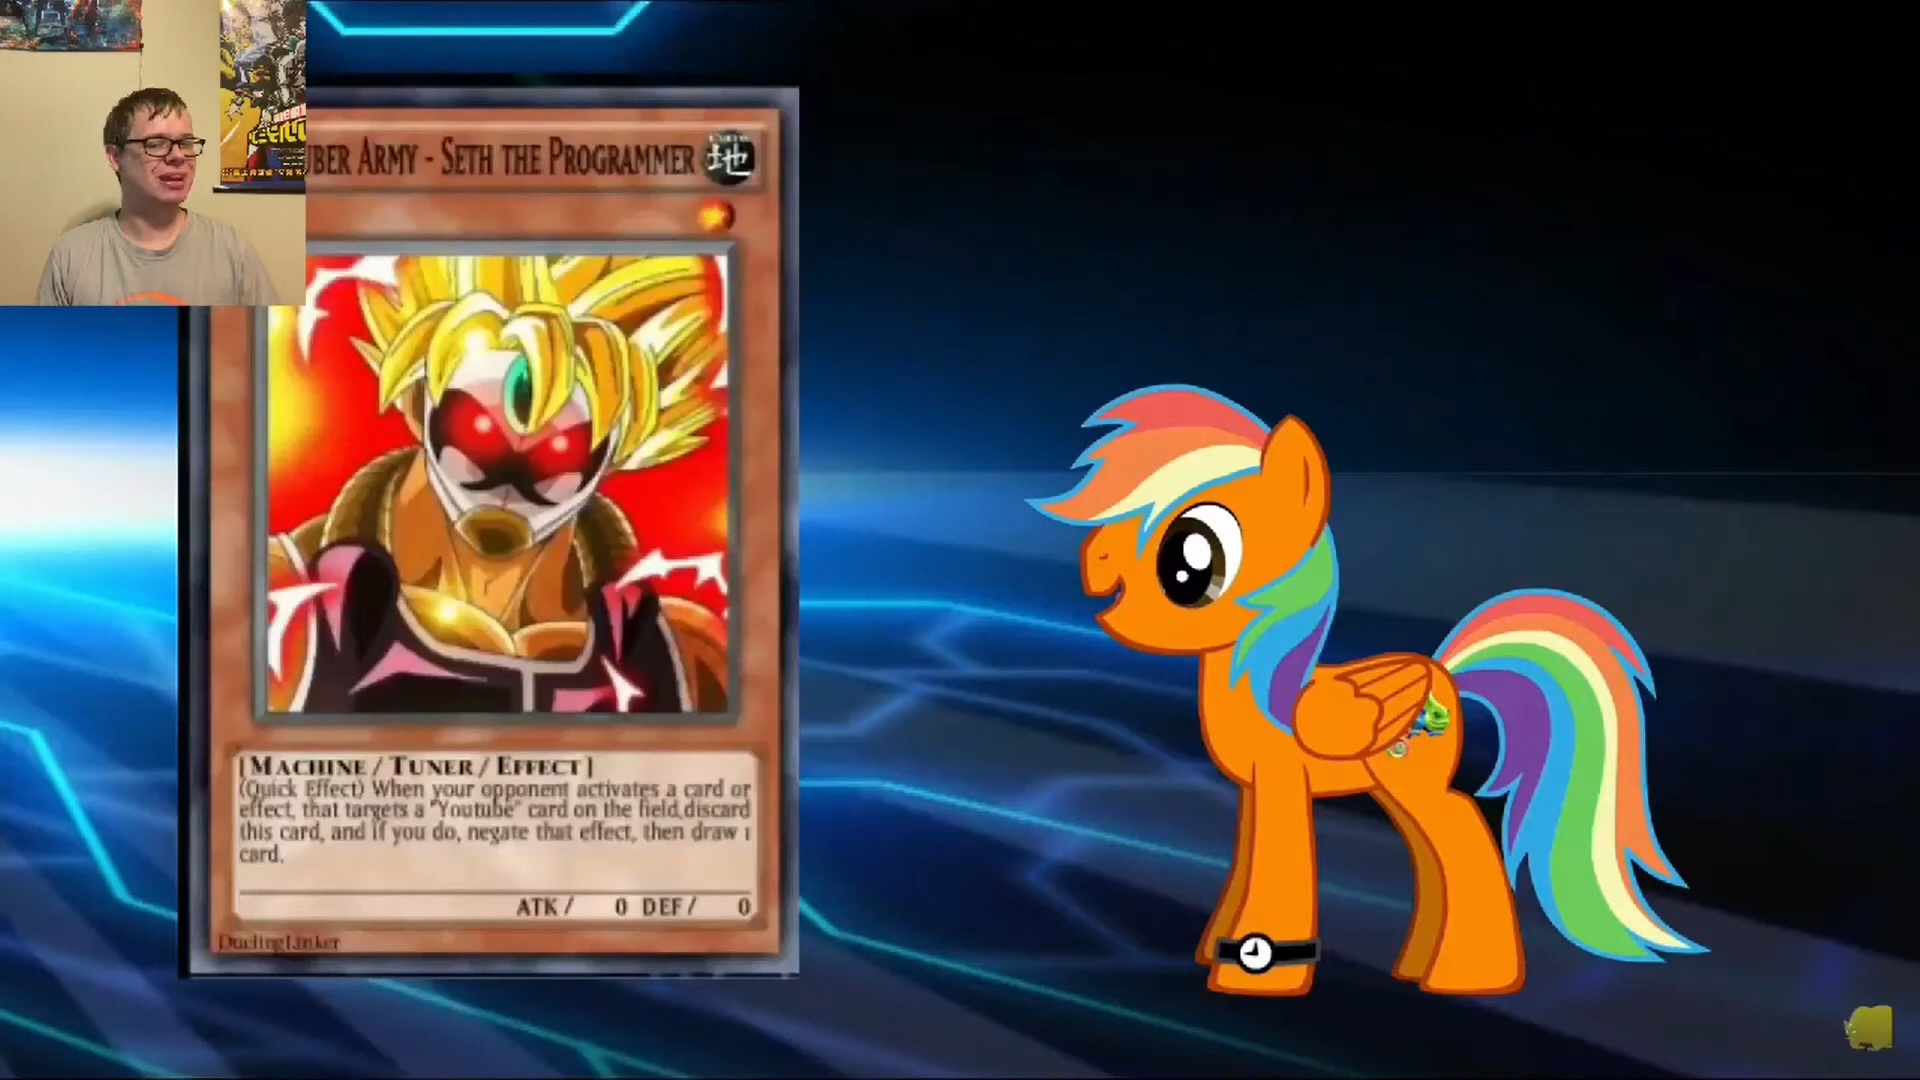 UBER ARMY - SETH THE PROGRAMMER
地
[MACHINE/TUNER/EFFECT]
(Quick Effect) When your opponent activates a card or
effect, that targets a "Youtube" card on the field,discard
this card, and if you do, negate that effect, then draw 1
card.
ATK/ 0 DEF/ 0
DuelingLinker